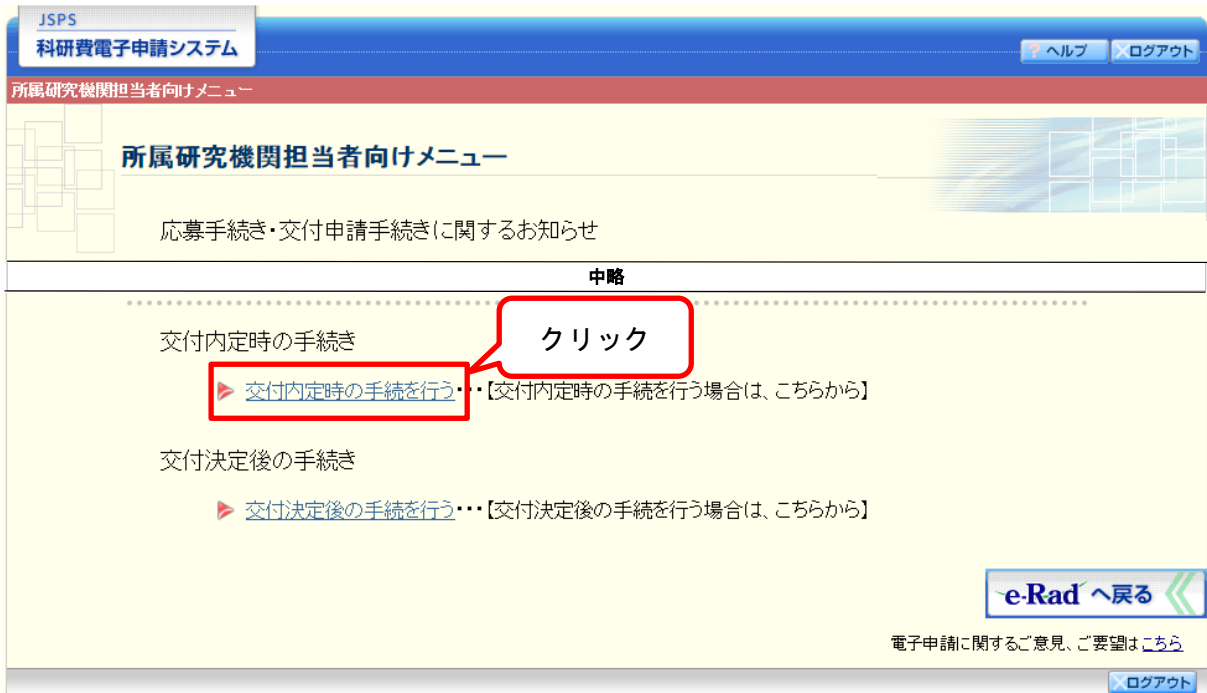 JSPS
科研費電子申請システム
? ヘルプ
ログアウト
所属研究機関担当者向けメニュー
所属研究機関担当者向けメニュー
応募手続き・交付申請手続きに関するお知らせ
中略
クリック
交付内定時の手続き
交付内定時の手続を行う・・・【交付内定時の手続を行う場合は、こちらから】
交付決定後の手続き
交付決定後の手続を行う・・・【交付決定後の手続を行う場合は、こちらから】
e-Rad へ戻る
電子申請に関するご意見、ご要望はこちら
ログアウト